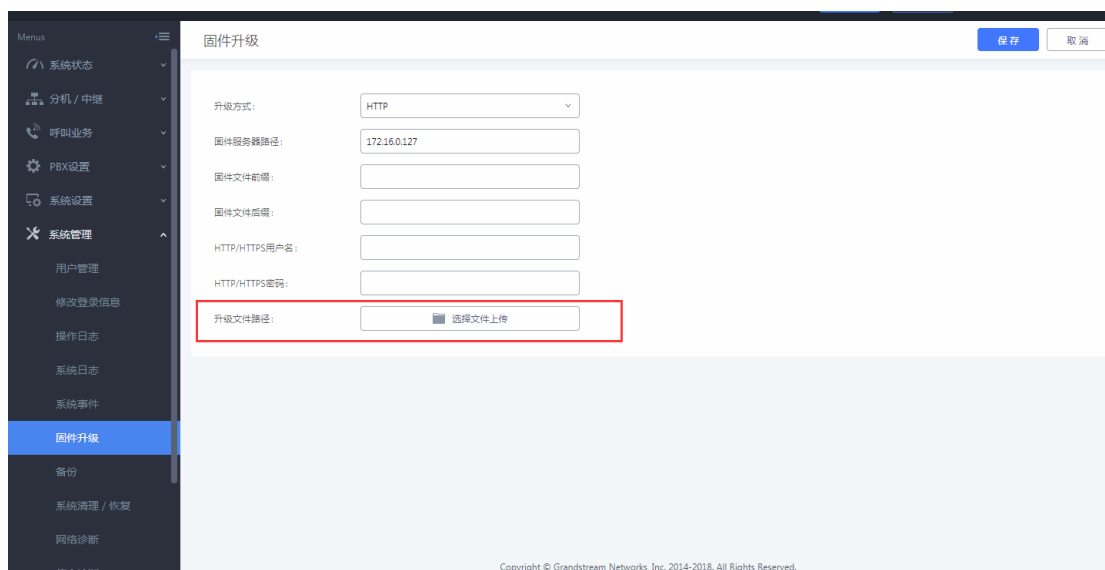 Menus
固件升级
保存
取消
系统状态
分机 / 中继
呼叫业务
PBX设置
系统设置
系统管理
用户管理
修改登录信息
操作日志
系统日志
系统事件
固件升级
备份
系统清理 / 恢复
网络诊断
升级方式:
HTTP
固件服务器路径:
172.16.0.127
固件文件前缀:
固件文件后缀:
HTTP/HTTPS用户名:
HTTP/HTTPS密码:
升级文件路径:
选择文件上传
Copyright © Grandstream Networks, Inc. 2014-2018. All Rights Reserved.